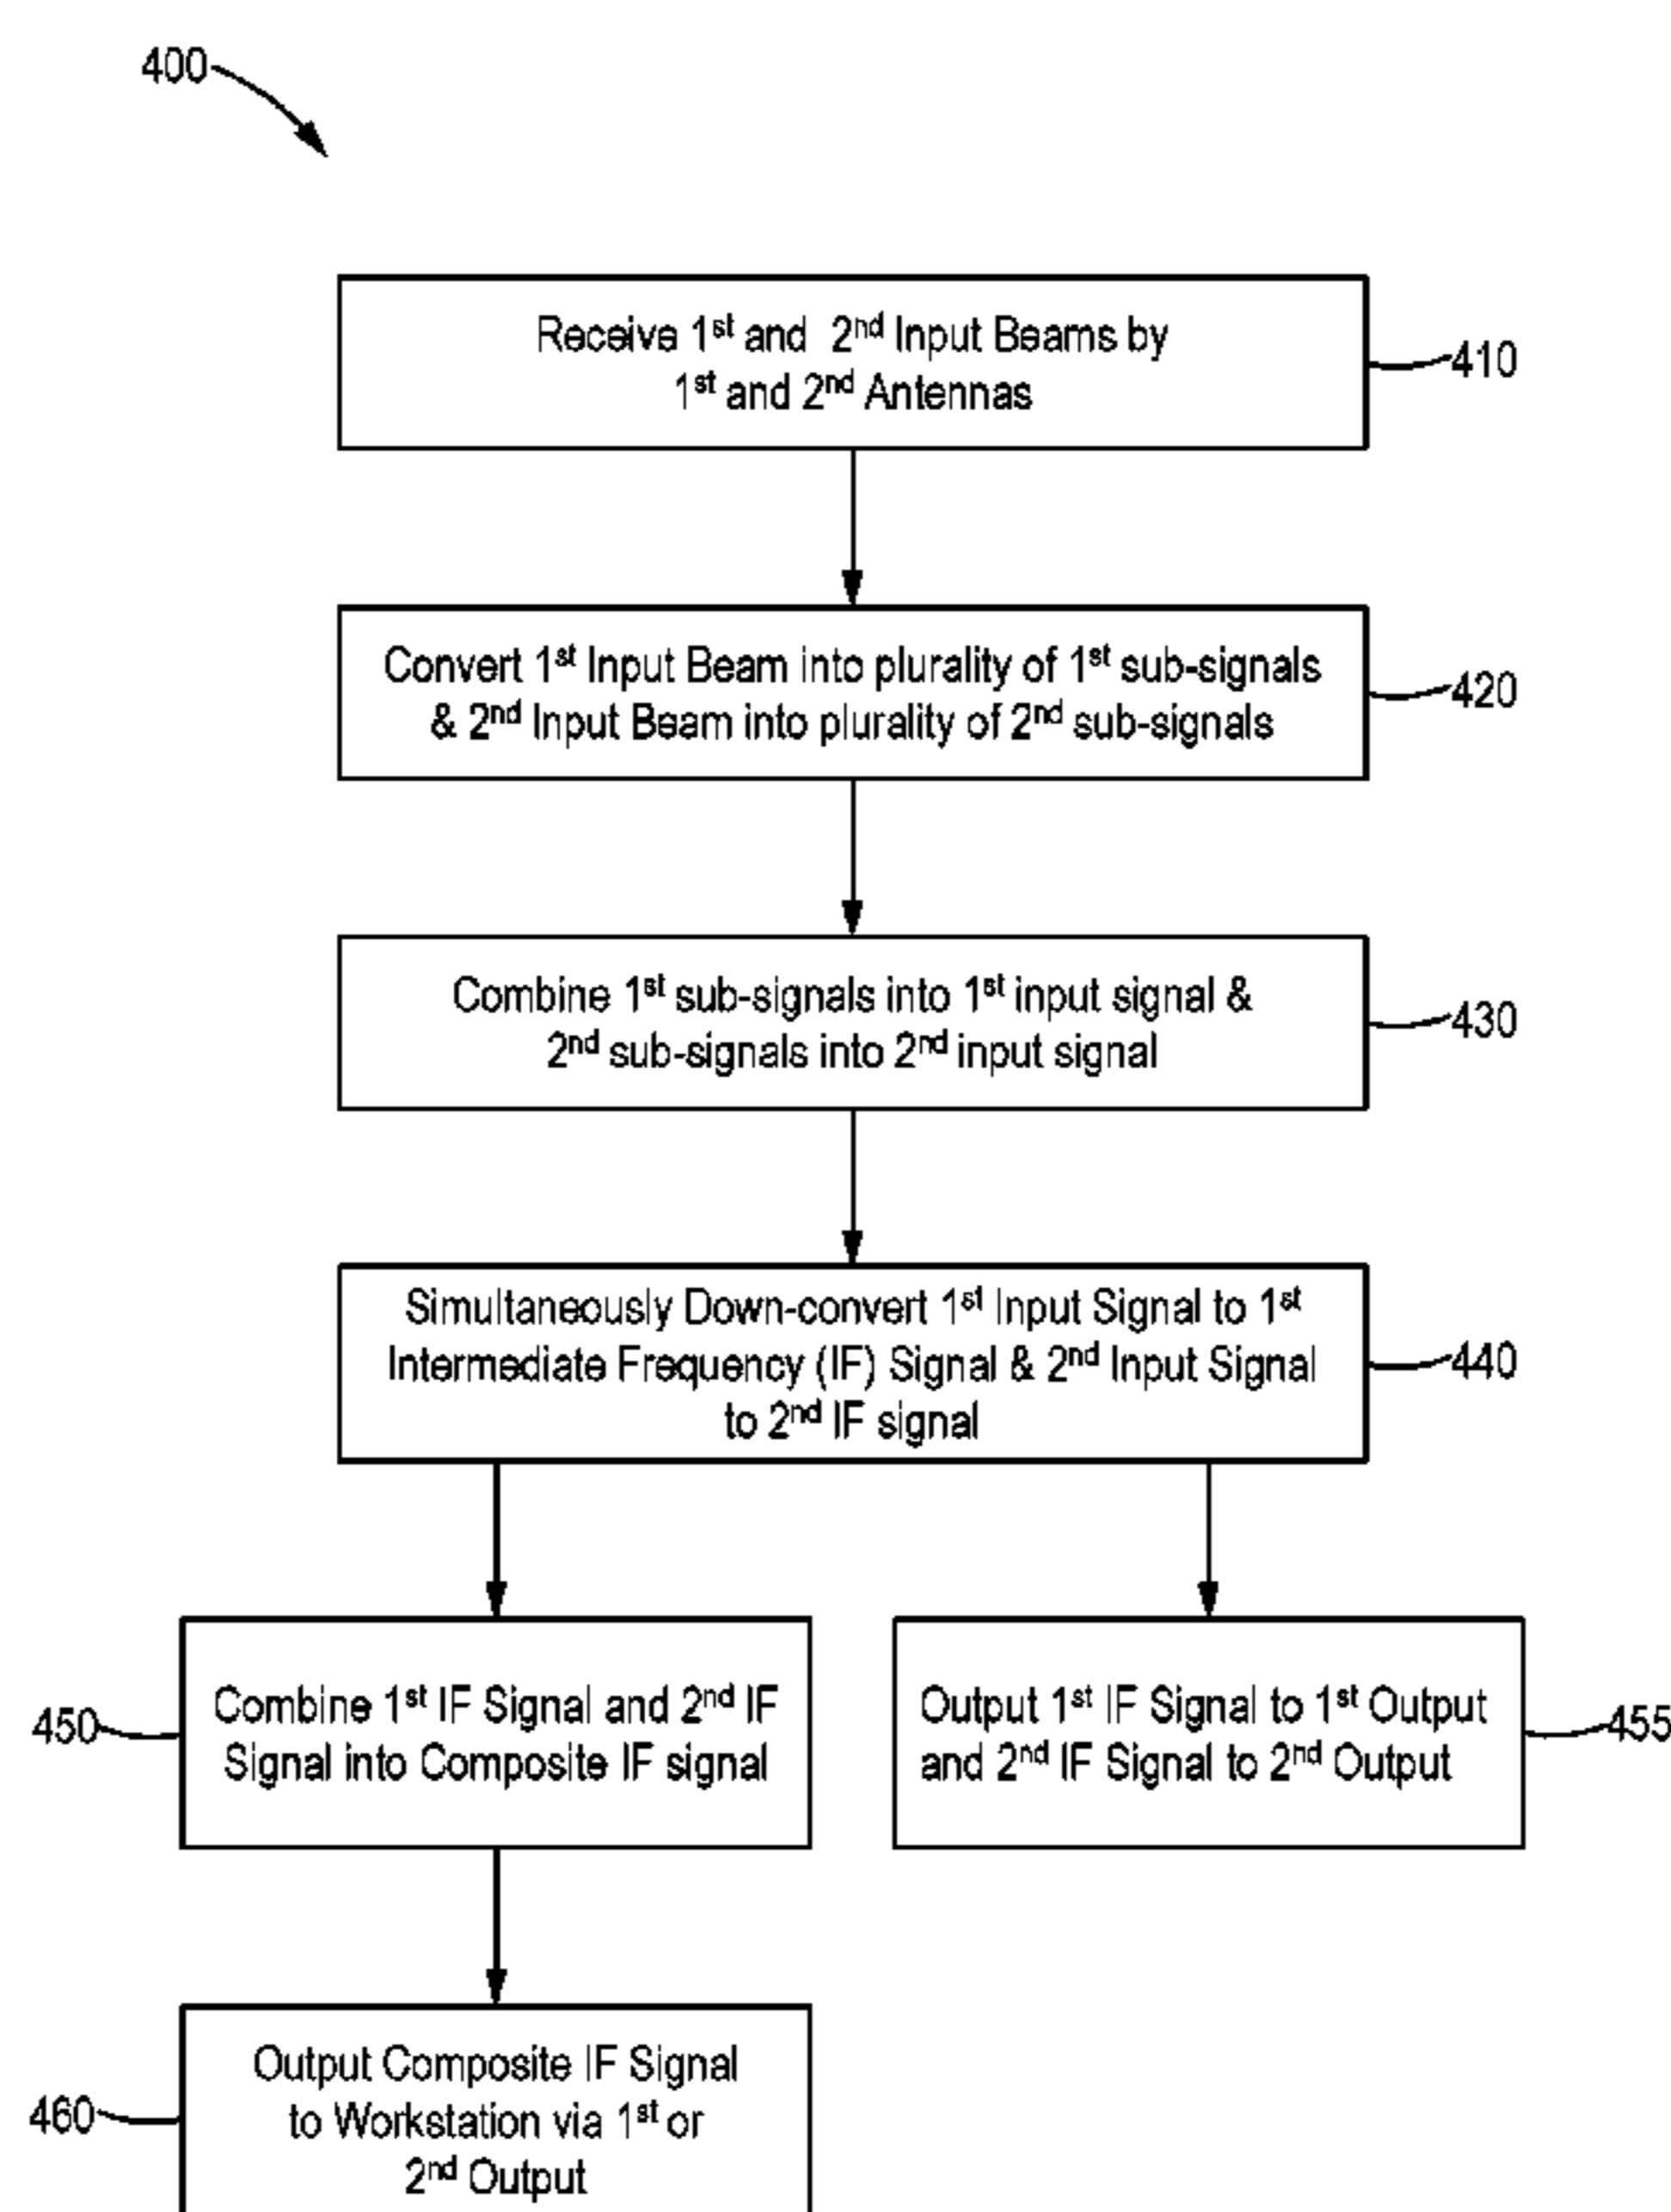 400
Receive 1st and 2nd Input Beams by
1st and 2nd Antennas
410
Convert 1st Input Beam into plurality of 1st sub-signals
& 2nd Input Beam into plurality of 2nd sub-signals
420
Combine 1st sub-signals into 1st input signal &
2nd sub-signals into 2nd input signal
430
Simultaneously Down-convert 1st Input Signal to 1st
Intermediate Frequency (IF) Signal & 2nd Input Signal
to 2nd IF signal
440
450
Combine 1st IF Signal and 2nd IF
Signal into Composite IF signal
Output 1st IF Signal to 1st Output
and 2nd IF Signal to 2nd Output
455
460
Output Composite IF Signal
to Workstation via 1st or
2nd Output